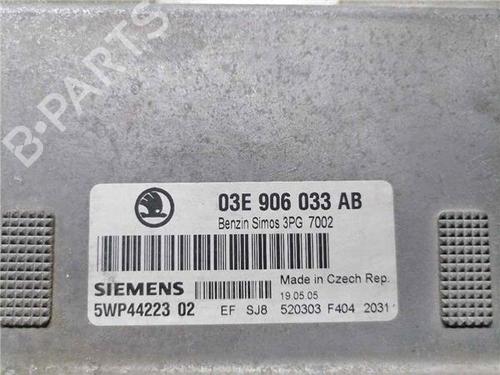 B-PARTS
03E 906 033 AB
Benzin Simos 3PG 7002
SIEMENS
Made in Czech Rep.
19.05.05
5WP44223 02 EF SJ8 520303 F404 2031